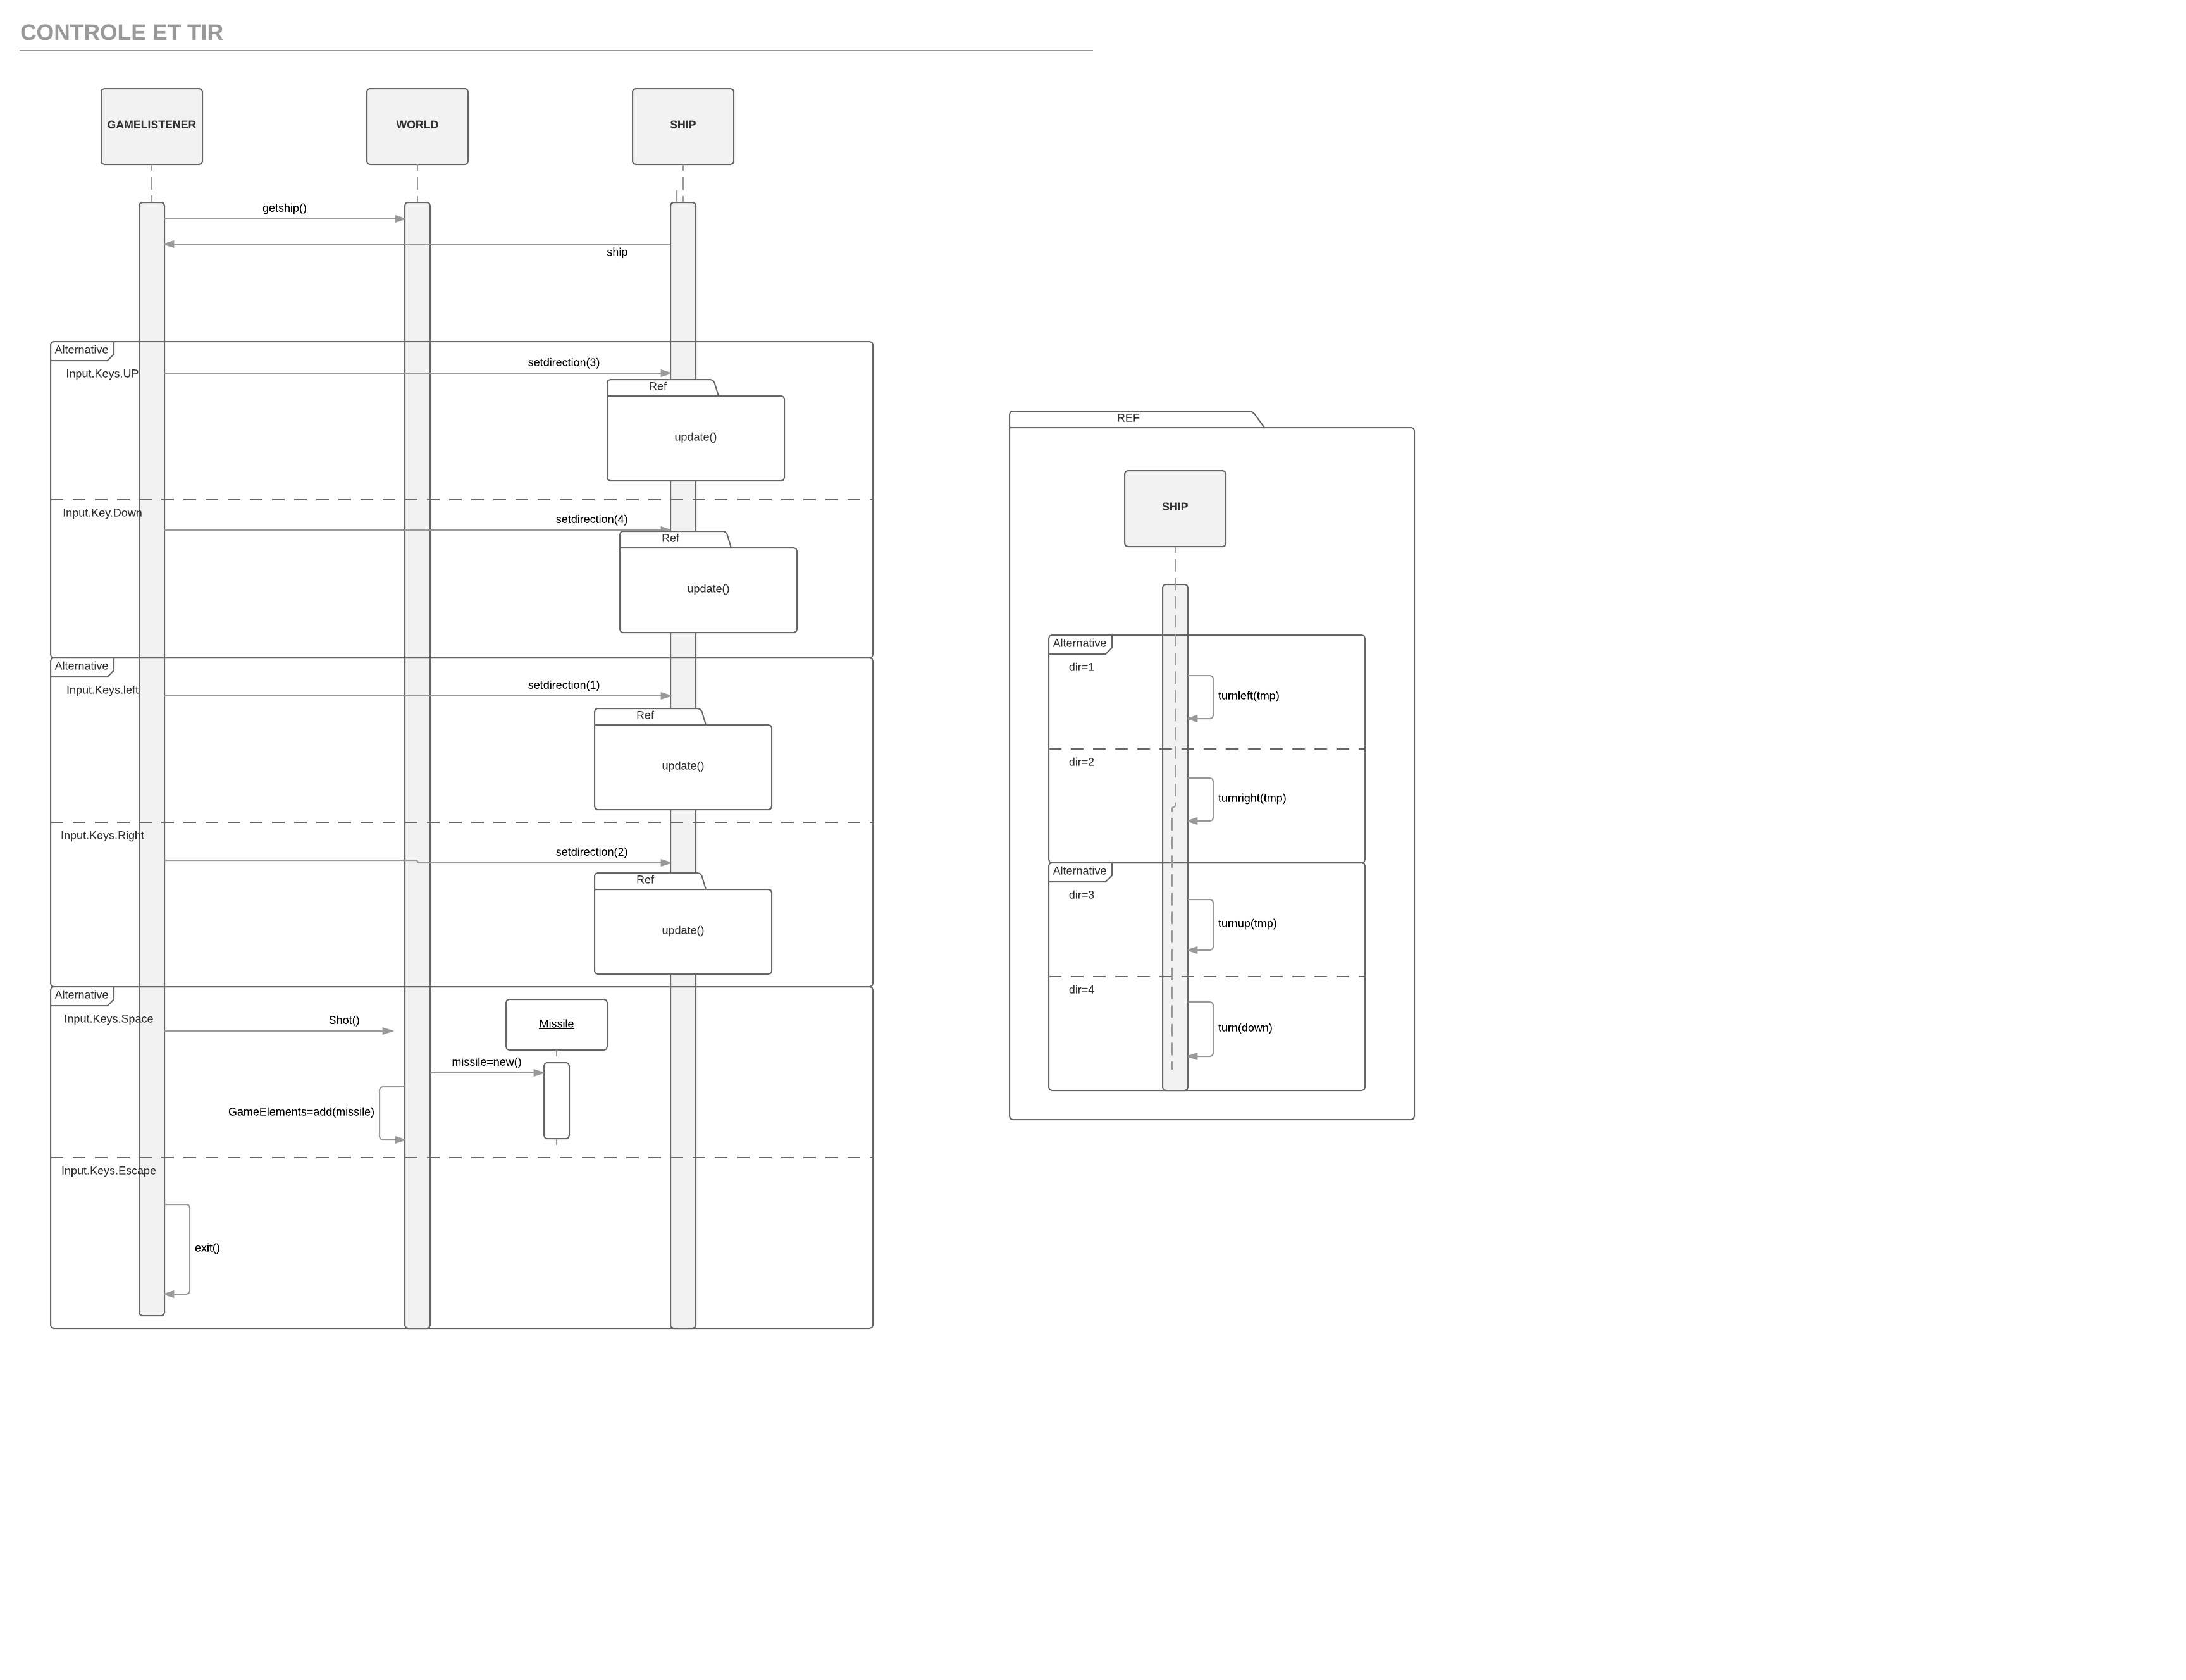 CONTROLE ET TIR
GAMELISTENER
WORLD
SHIP
getship()
ship
Alternative
Input.Keys.UP
setdirection(3)
Ref
update()
Input.Key.Down
setdirection(4)
Ref
update()
Alternative
Input.Keys.left
setdirection(1)
Ref
update()
Input.Keys.Right
setdirection(2)
Ref
update()
Alternative
Input.Keys.Space
Shot()
Missile
missile=new()
GameElements=add(missile)
Input.Keys.Escape
exit()
REF
SHIP
Alternative
dir=1
turnleft(tmp)
dir=2
turnright(tmp)
Alternative
dir=3
turnup(tmp)
dir=4
turn(down)